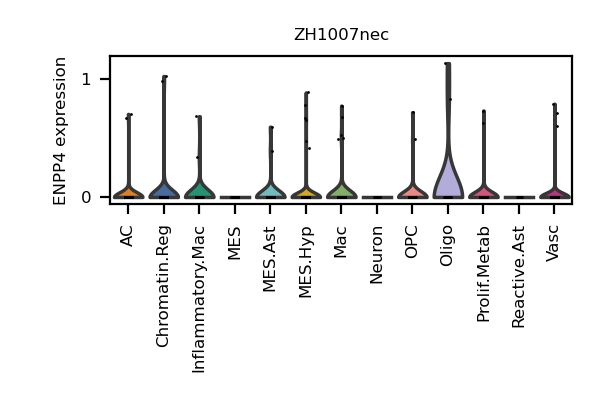 ZH1007nec
ENPP4 expression
1
0
AC
Chromatin.Reg
Inflammatory.Mac
MES
MES.Ast
MES.Hyp
Mac
Neuron
OPC
Oligo
Prolif.Metab
Reactive.Ast
Vasc